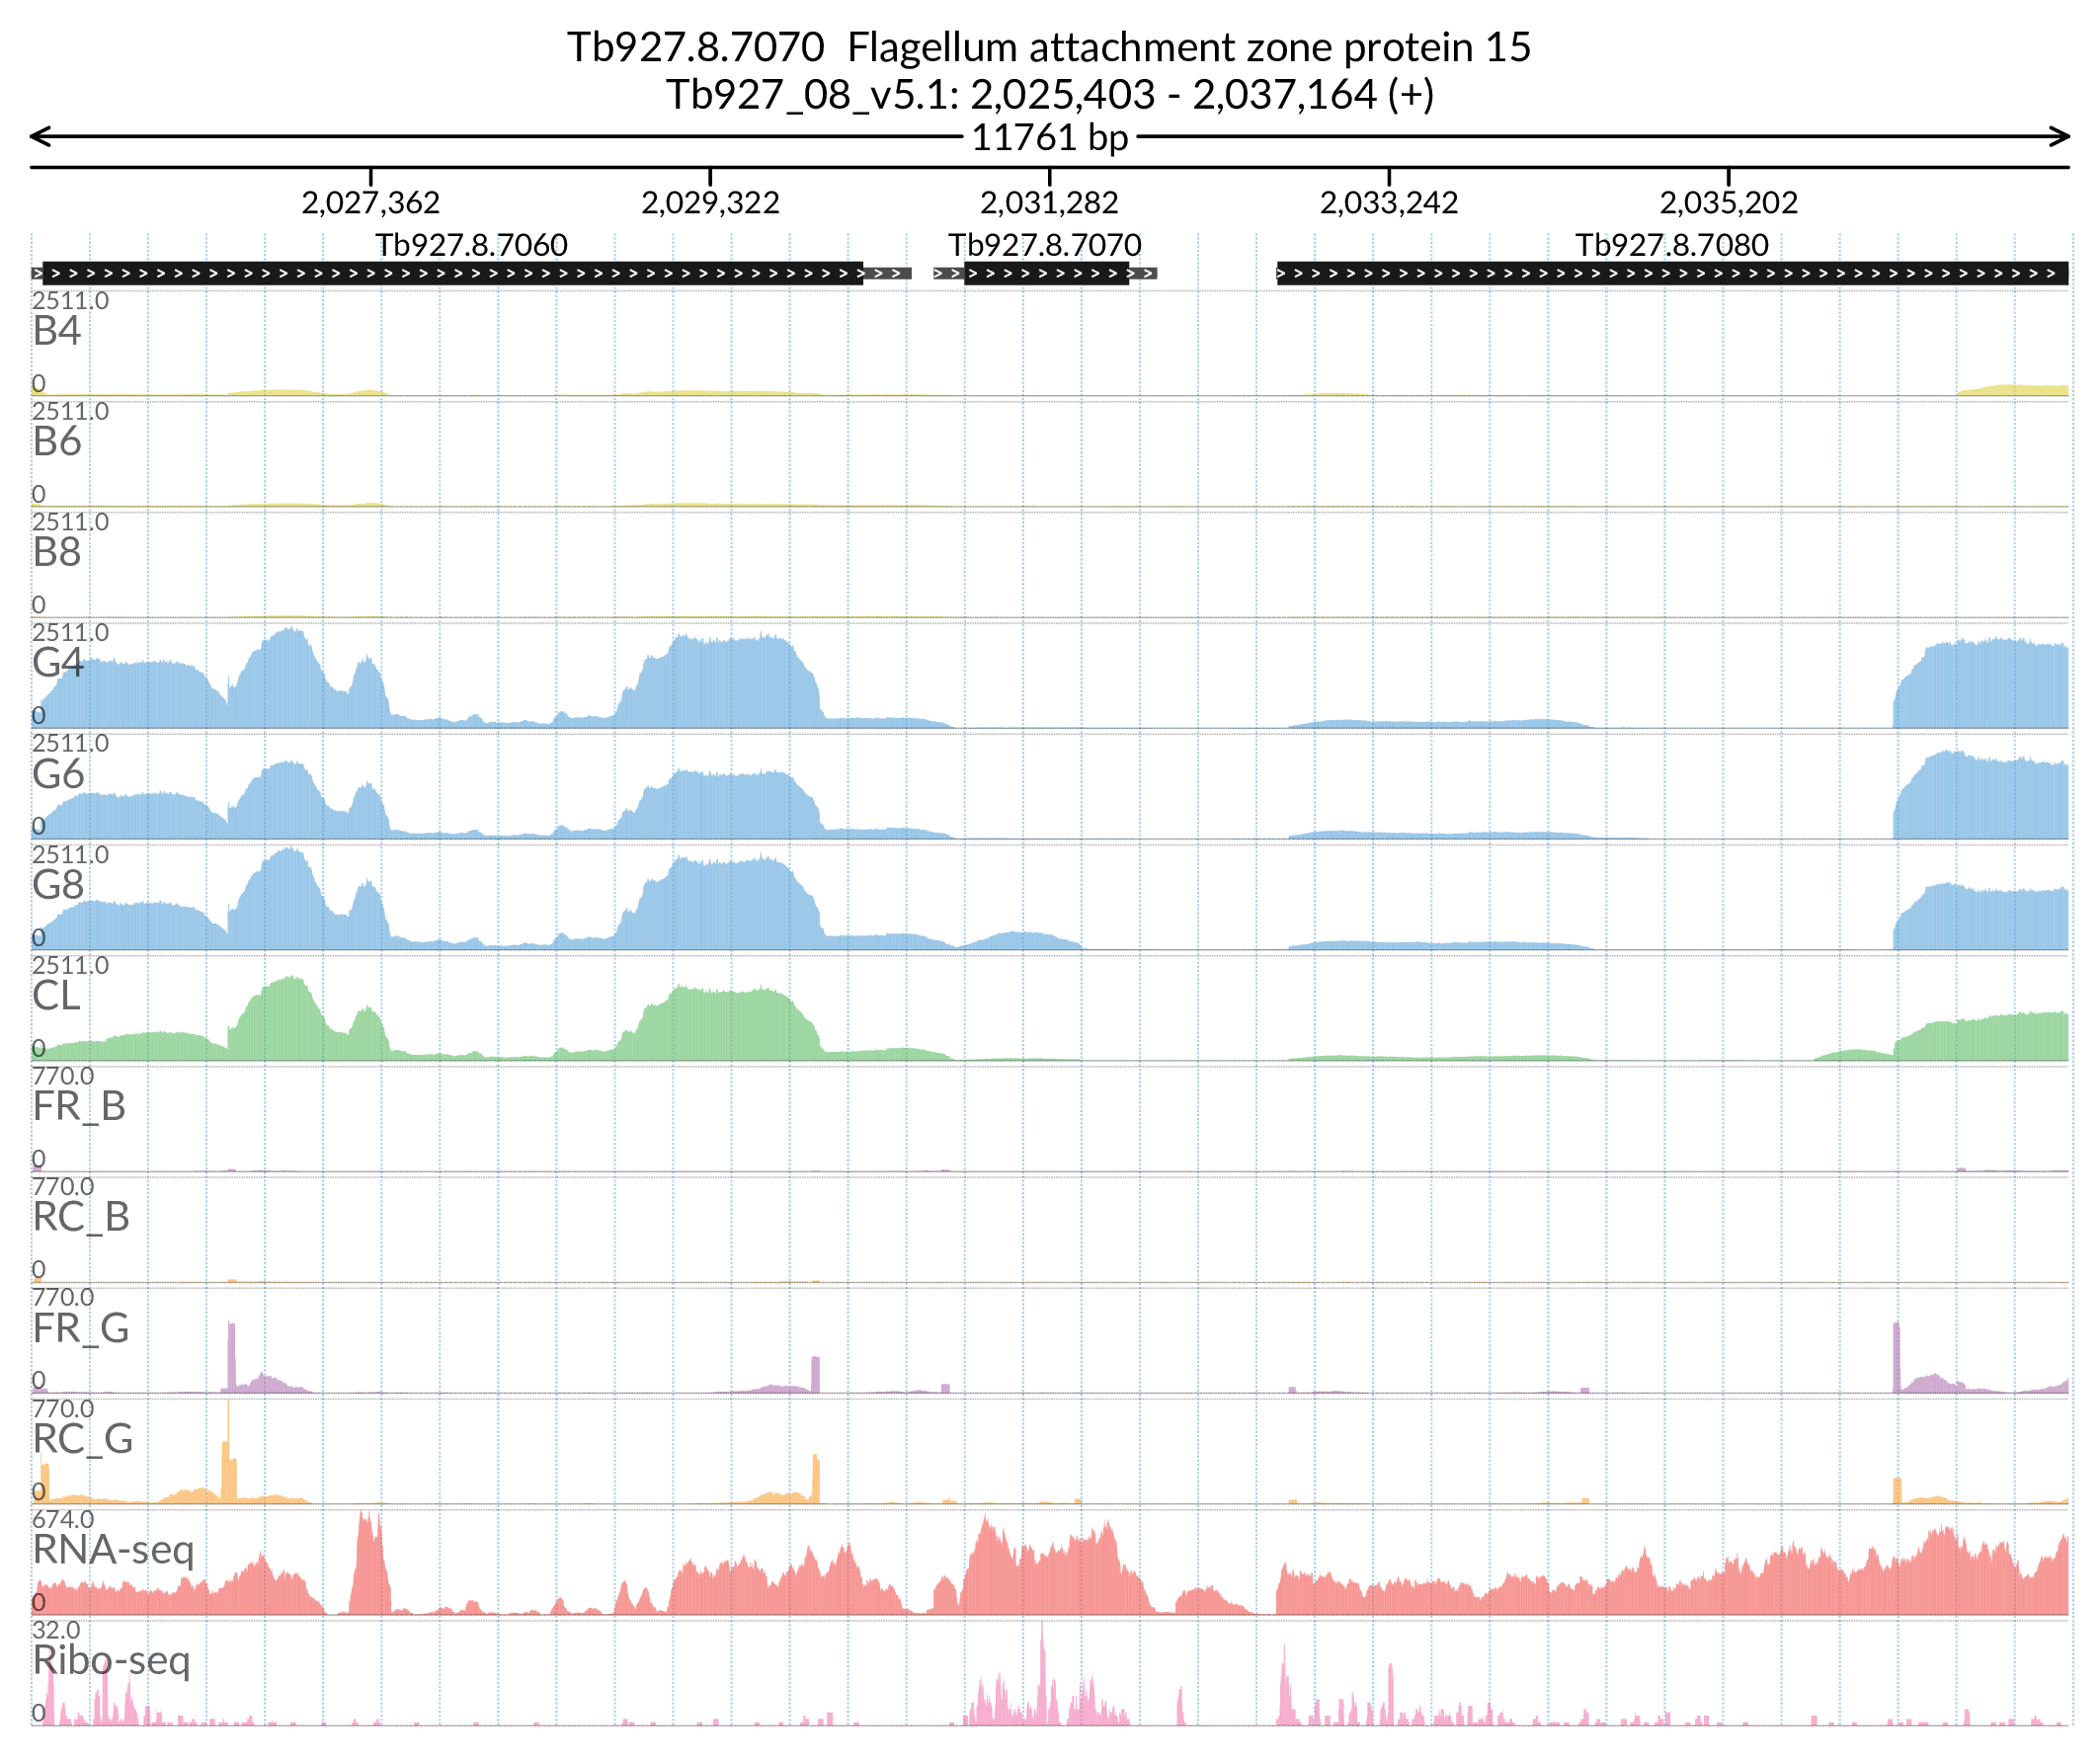 Tb927.8.7070 Flagellum attachment zone protein 15
Tb927_08_v5.1: 2,025,403 - 2,037,164 (+)
11761 bp
2,027,362 2,029,322 2,031,282 2,033,242 2,035,202
Tb927.8.7060 Tb927.8.7070 Tb927.8.7080
2511.0
B4
0
2511.0
B6
0
2511.0
B8
0
2511.0
G4
0
2511.0
G6
0
2511.0
G8
0
2511.0
CL
0
770.0
FR_B
0
770.0
RC_B
0
770.0
FR_G
0
770.0
RC_G
0
674.0
RNA-seq
0
32.0
Ribo-seq
0